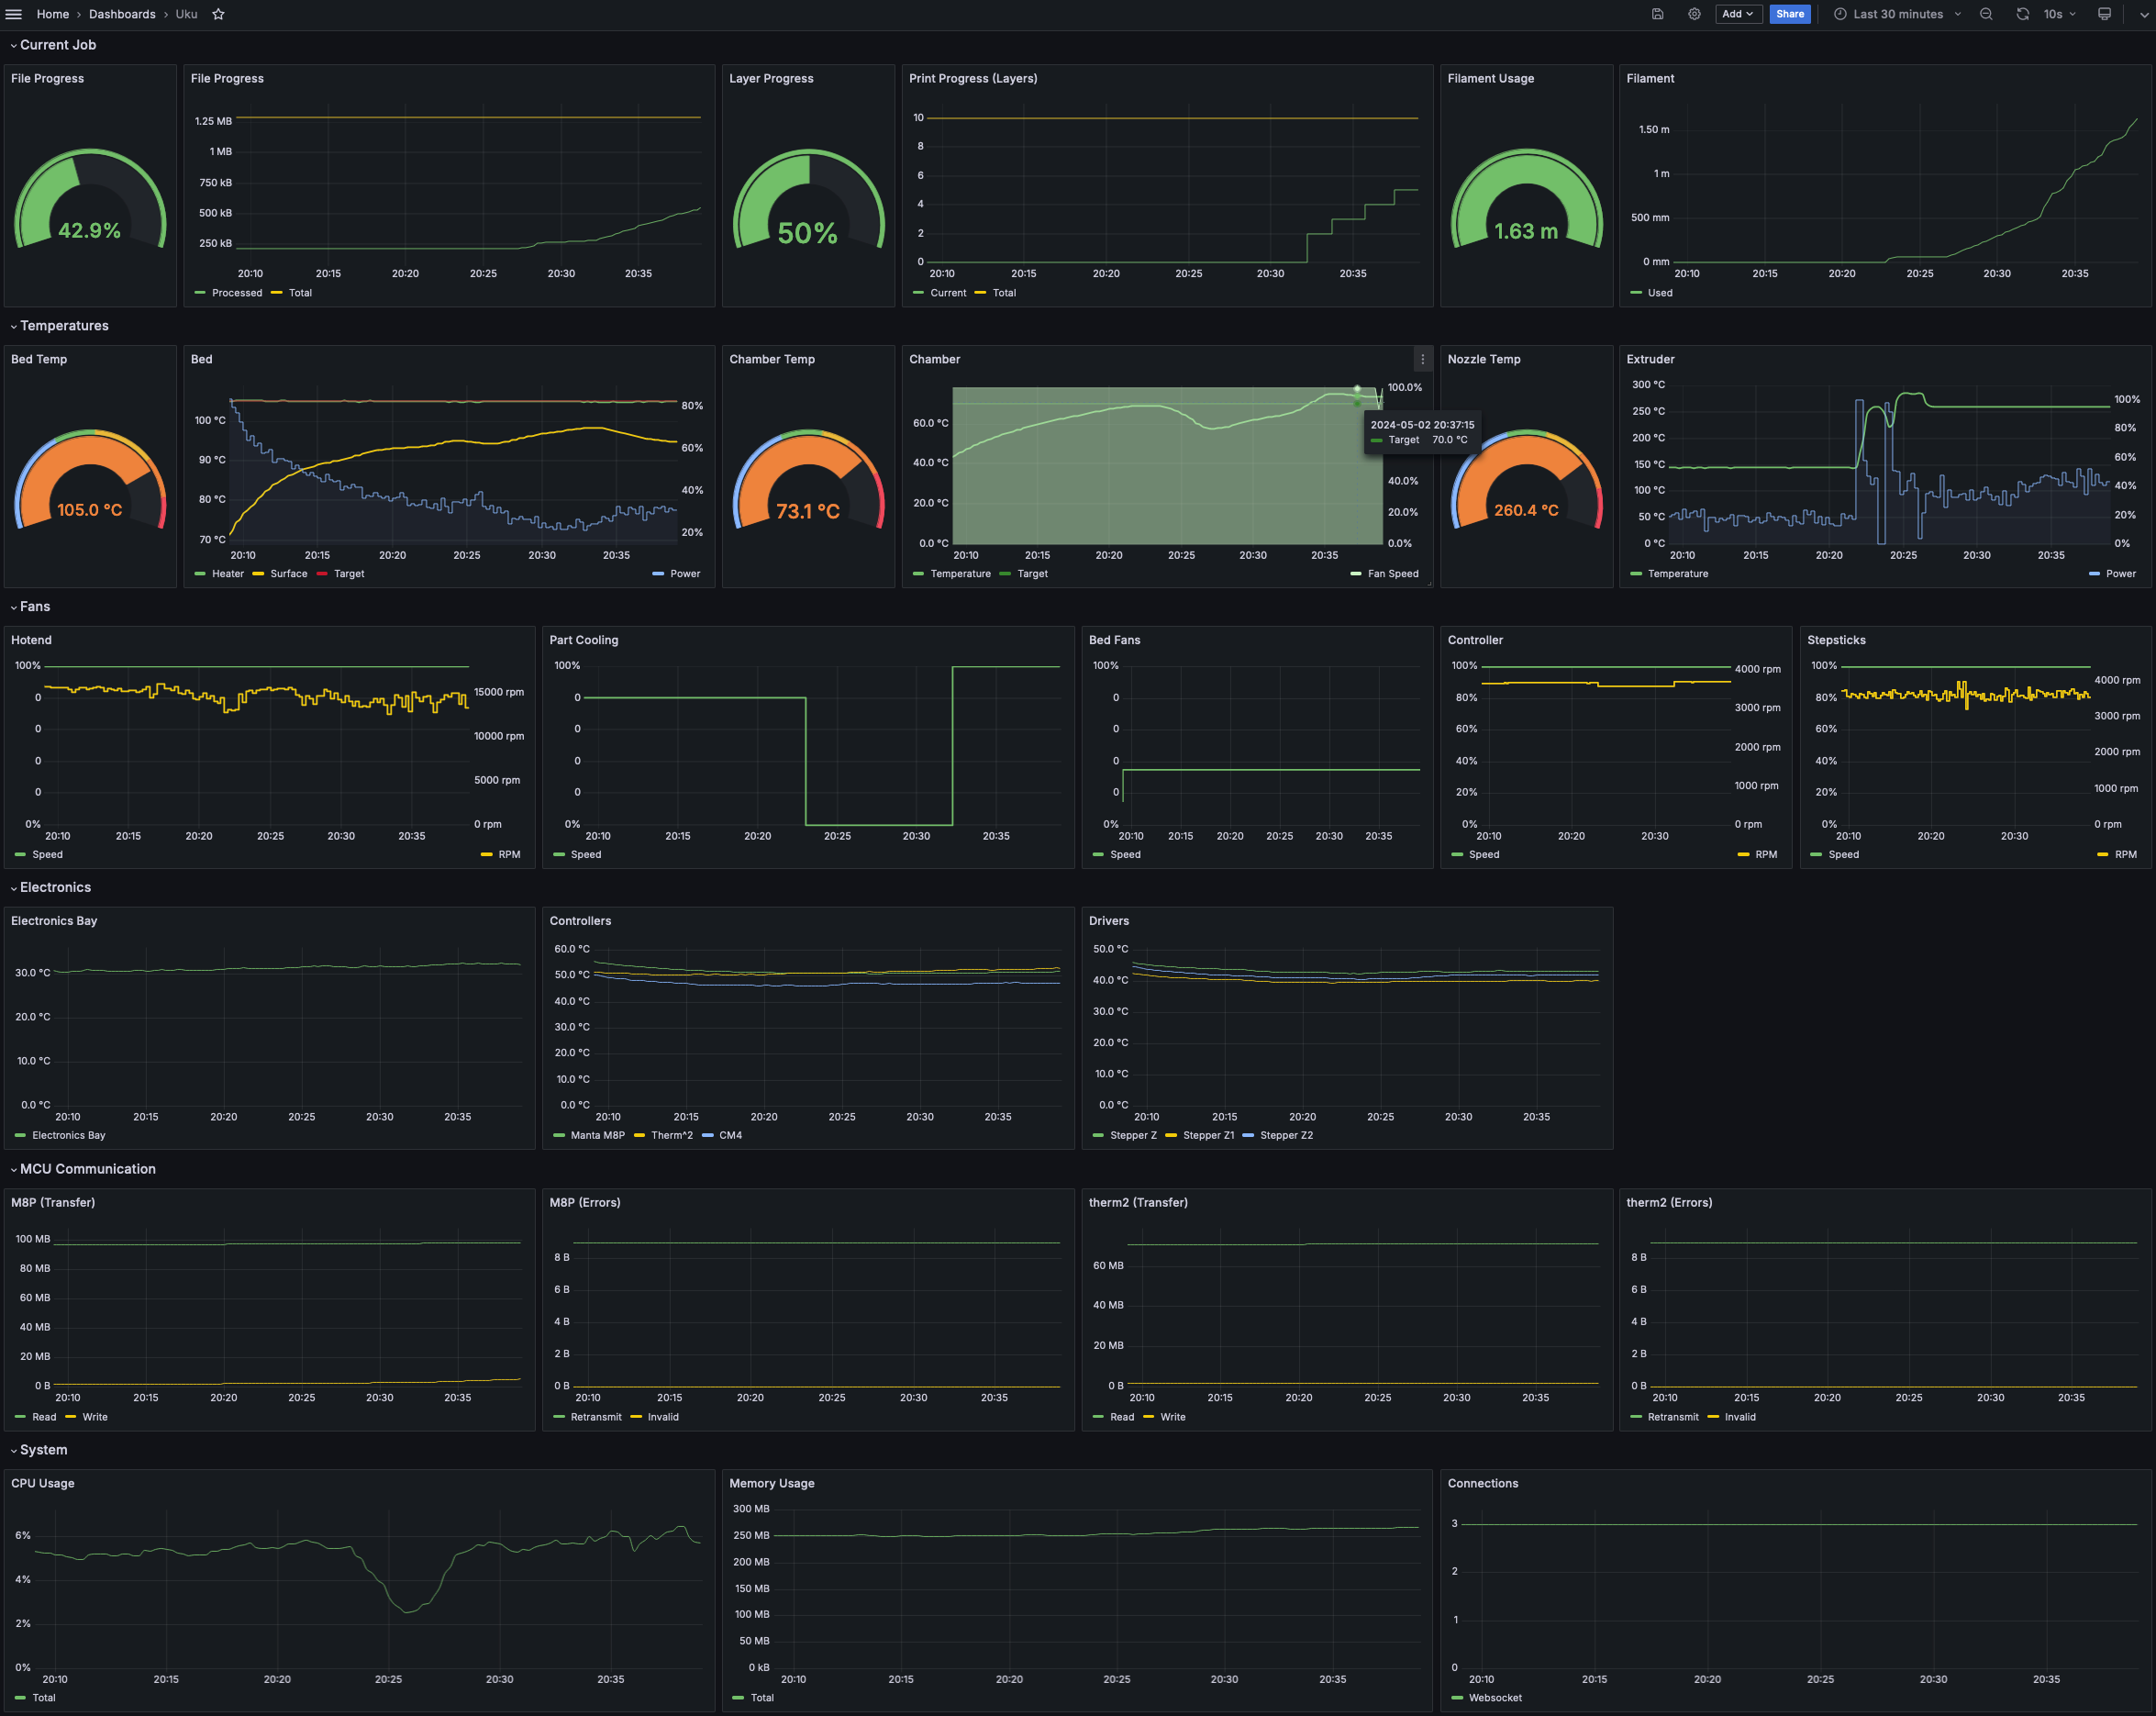 Home › Dashboards › Uku
Add
Share
Last 30 minutes
10s
Current Job
File Progress
42.9%
File Progress
1.25 MB
1 MB
750 kB
500 kB
250 kB
20:10 20:15 20:20 20:25 20:30 20:35
Processed Total
Layer Progress
50%
Print Progress (Layers)
10
8
6
4
2
0
20:10 20:15 20:20 20:25 20:30 20:35
Current Total
Filament Usage
1.63 m
Filament
1.50 m
1 m
500 mm
0 mm
20:10 20:15 20:20 20:25 20:30 20:35
Used
Temperatures
Bed Temp
105.0 °C
Bed
100 °C
90 °C
80 °C
70 °C
80%
60%
40%
20%
20:10 20:15 20:20 20:25 20:30 20:35
Heater Surface Target Power
Chamber Temp
73.1 °C
Chamber
60.0 °C
40.0 °C
20.0 °C
0.0 °C
100.0%
40.0%
20.0%
0.0%
2024-05-02 20:37:15
Target 70.0 °C
20:10 20:15 20:20 20:25 20:30 20:35
Temperature Target Fan Speed
Nozzle Temp
260.4 °C
Extruder
300 °C
250 °C
200 °C
150 °C
100 °C
50 °C
0 °C
100%
80%
60%
40%
20%
0%
20:10 20:15 20:20 20:25 20:30 20:35
Temperature Power
Fans
Hotend
100%
0
0
0
0
0%
15000 rpm
10000 rpm
5000 rpm
0 rpm
20:10 20:15 20:20 20:25 20:30 20:35
Speed RPM
Part Cooling
100%
0
0
0
0
0%
20:10 20:15 20:20 20:25 20:30 20:35
Speed
Bed Fans
100%
0
0
0
0
0%
20:10 20:15 20:20 20:25 20:30 20:35
Speed
Controller
100%
80%
60%
40%
20%
0%
4000 rpm
3000 rpm
2000 rpm
1000 rpm
0 rpm
20:10 20:20 20:30
Speed RPM
Stepsticks
100%
80%
60%
40%
20%
0%
4000 rpm
3000 rpm
2000 rpm
1000 rpm
0 rpm
20:10 20:20 20:30
Speed RPM
Electronics
Electronics Bay
30.0 °C
20.0 °C
10.0 °C
0.0 °C
20:10 20:15 20:20 20:25 20:30 20:35
Electronics Bay
Controllers
60.0 °C
50.0 °C
40.0 °C
30.0 °C
20.0 °C
10.0 °C
0.0 °C
20:10 20:15 20:20 20:25 20:30 20:35
Manta M8P Therm^2 CM4
Drivers
50.0 °C
40.0 °C
30.0 °C
20.0 °C
10.0 °C
0.0 °C
20:10 20:15 20:20 20:25 20:30 20:35
Stepper Z Stepper Z1 Stepper Z2
MCU Communication
M8P (Transfer)
100 MB
80 MB
60 MB
40 MB
20 MB
0 B
20:10 20:15 20:20 20:25 20:30 20:35
Read Write
M8P (Errors)
8 B
6 B
4 B
2 B
0 B
20:10 20:15 20:20 20:25 20:30 20:35
Retransmit Invalid
therm2 (Transfer)
60 MB
40 MB
20 MB
0 B
20:10 20:15 20:20 20:25 20:30 20:35
Read Write
therm2 (Errors)
8 B
6 B
4 B
2 B
0 B
20:10 20:15 20:20 20:25 20:30 20:35
Retransmit Invalid
System
CPU Usage
6%
4%
2%
0%
20:10 20:15 20:20 20:25 20:30 20:35
Total
Memory Usage
300 MB
250 MB
200 MB
150 MB
100 MB
50 MB
0 kB
20:10 20:15 20:20 20:25 20:30 20:35
Total
Connections
3
2
1
0
20:10 20:15 20:20 20:25 20:30 20:35
Websocket